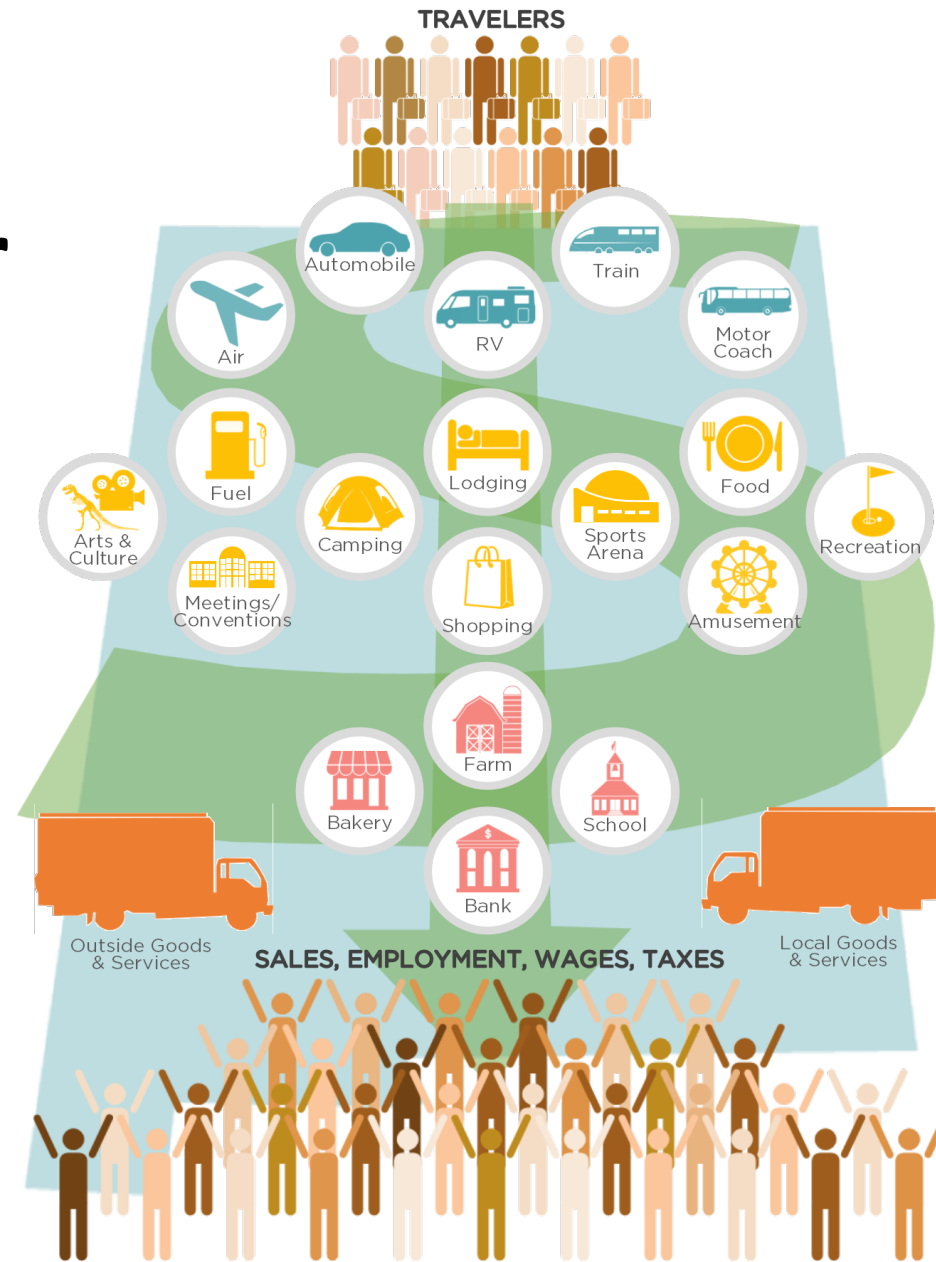 TRAVELERS
Automobile
Train
Air
RV
Motor
Coach
Fuel
Lodging
Food
Arts &
Culture
Camping
Sports
Arena
Recreation
Meetings/
Conventions
Shopping
Amusement
Farm
Bakery
School
$
Bank
Outside Goods
& Services
Local Goods
& Services
SALES, EMPLOYMENT, WAGES, TAXES